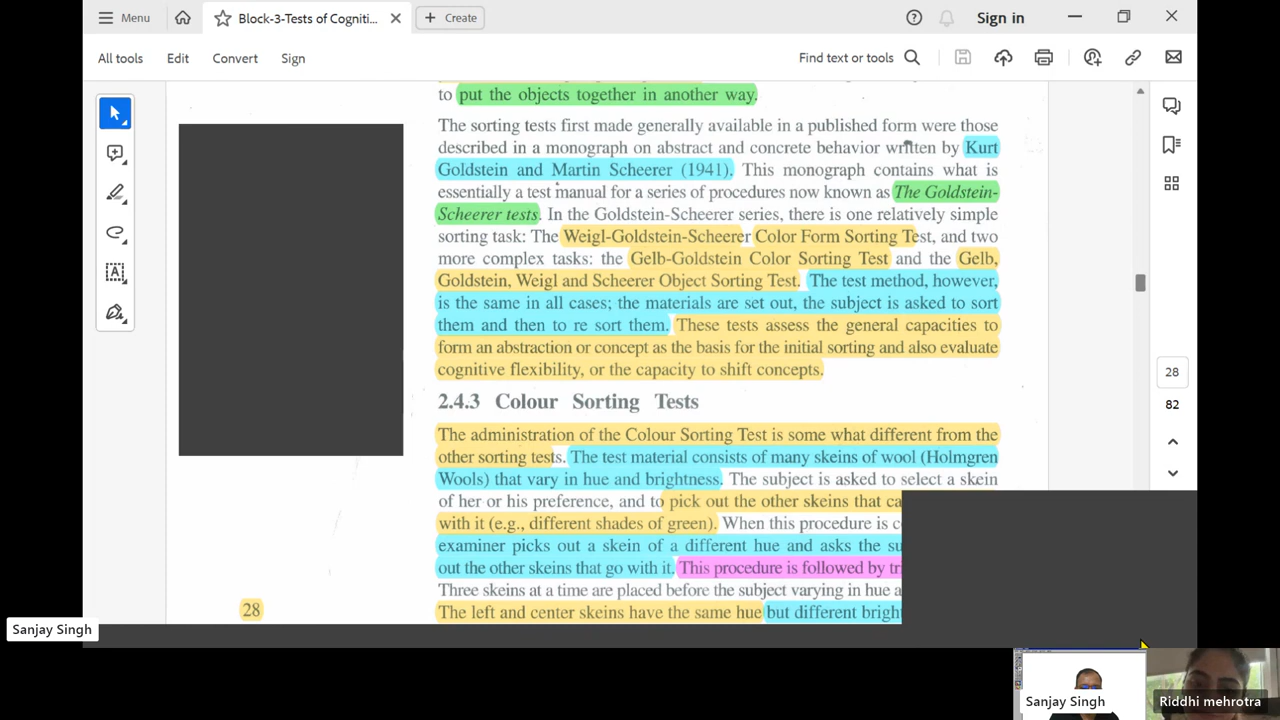 Menu
Block-3-Tests of Cogniti...
Create
Sign in
All tools
Edit
Convert
Sign
Find text or tools
to put the objects together in another way.
The sorting tests first made generally available in a published form were those
described in a monograph on abstract and concrete behavior written by Kurt
Goldstein and Martin Scheerer (1941). This monograph contains what is
essentially a test manual for a series of procedures now known as The Goldstein-
Scheerer tests. In the Goldstein-Scheerer series, there is one relatively simple
sorting task: The Weigl-Goldstein-Scheerer Color Form Sorting Test, and two
more complex tasks: the Gelb-Goldstein Color Sorting Test and the Gelb,
Goldstein, Weigl and Scheerer Object Sorting Test. The test method, however,
is the same in all cases; the materials are set out, the subject is asked to sort
them and then to re sort them. These tests assess the general capacities to
form an abstraction or concept as the basis for the initial sorting and also evaluate
cognitive flexibility, or the capacity to shift concepts.
2.4.3 Colour Sorting Tests
The administration of the Colour Sorting Test is some what different from the
other sorting tests. The test material consists of many skeins of wool (Holmgren
Wools) that vary in hue and brightness. The subject is asked to select a skein
of her or his preference, and to pick out the other skeins that ca
with it (e.g., different shades of green). When this procedure is c
examiner picks out a skein of a different hue and asks the su
out the other skeins that go with it. This procedure is followed by tri
Three skeins at a time are placed before the subject varying in hue a
The left and center skeins have the same hue but different brigh
28
28
82
Sanjay Singh
Sanjay Singh
Riddhi mehrotra